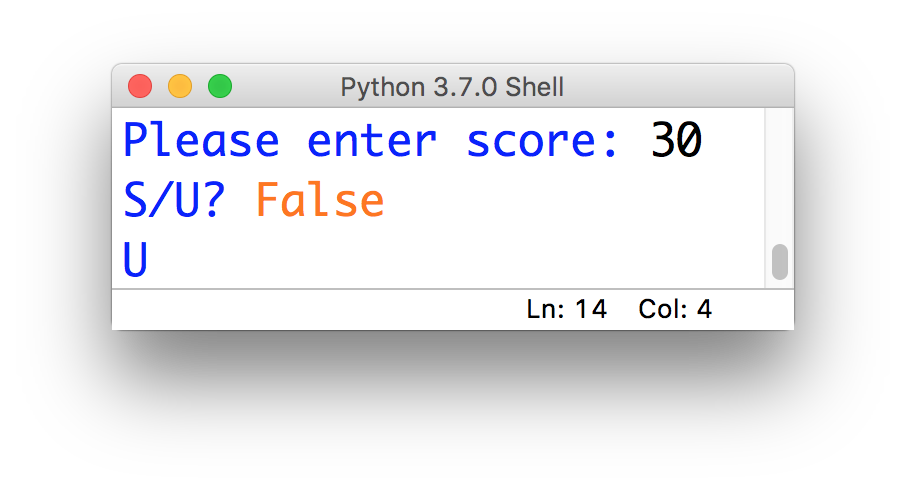 Python 3.7.0 Shell
Please enter score: 30
S/U? False
U
Ln: 14 Col: 4